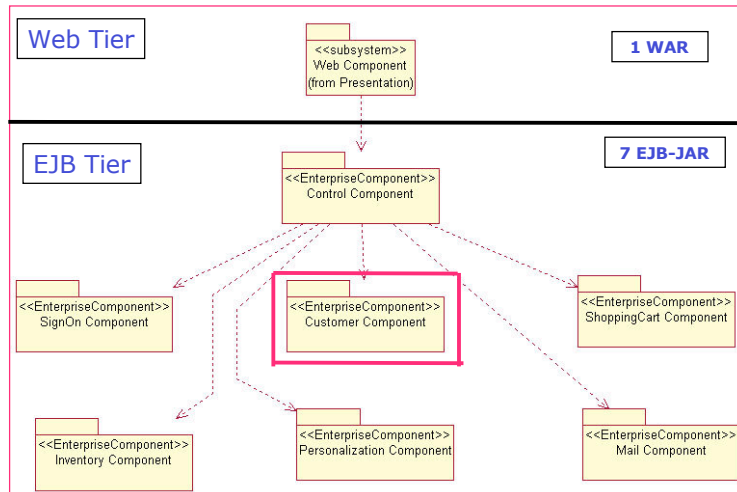 Web Tier
<<subsystem>>
Web Component
(from Presentation)
1 WAR
EJB Tier
7 EJB-JAR
<<EnterpriseComponent>>
Control Component
<<EnterpriseComponent>>
SignOn Component
<<EnterpriseComponent>>
Customer Component
<<EnterpriseComponent>>
ShoppingCart Component
<<EnterpriseComponent>>
Inventory Component
<<EnterpriseComponent>>
Personalization Component
<<EnterpriseComponent>>
Mail Component